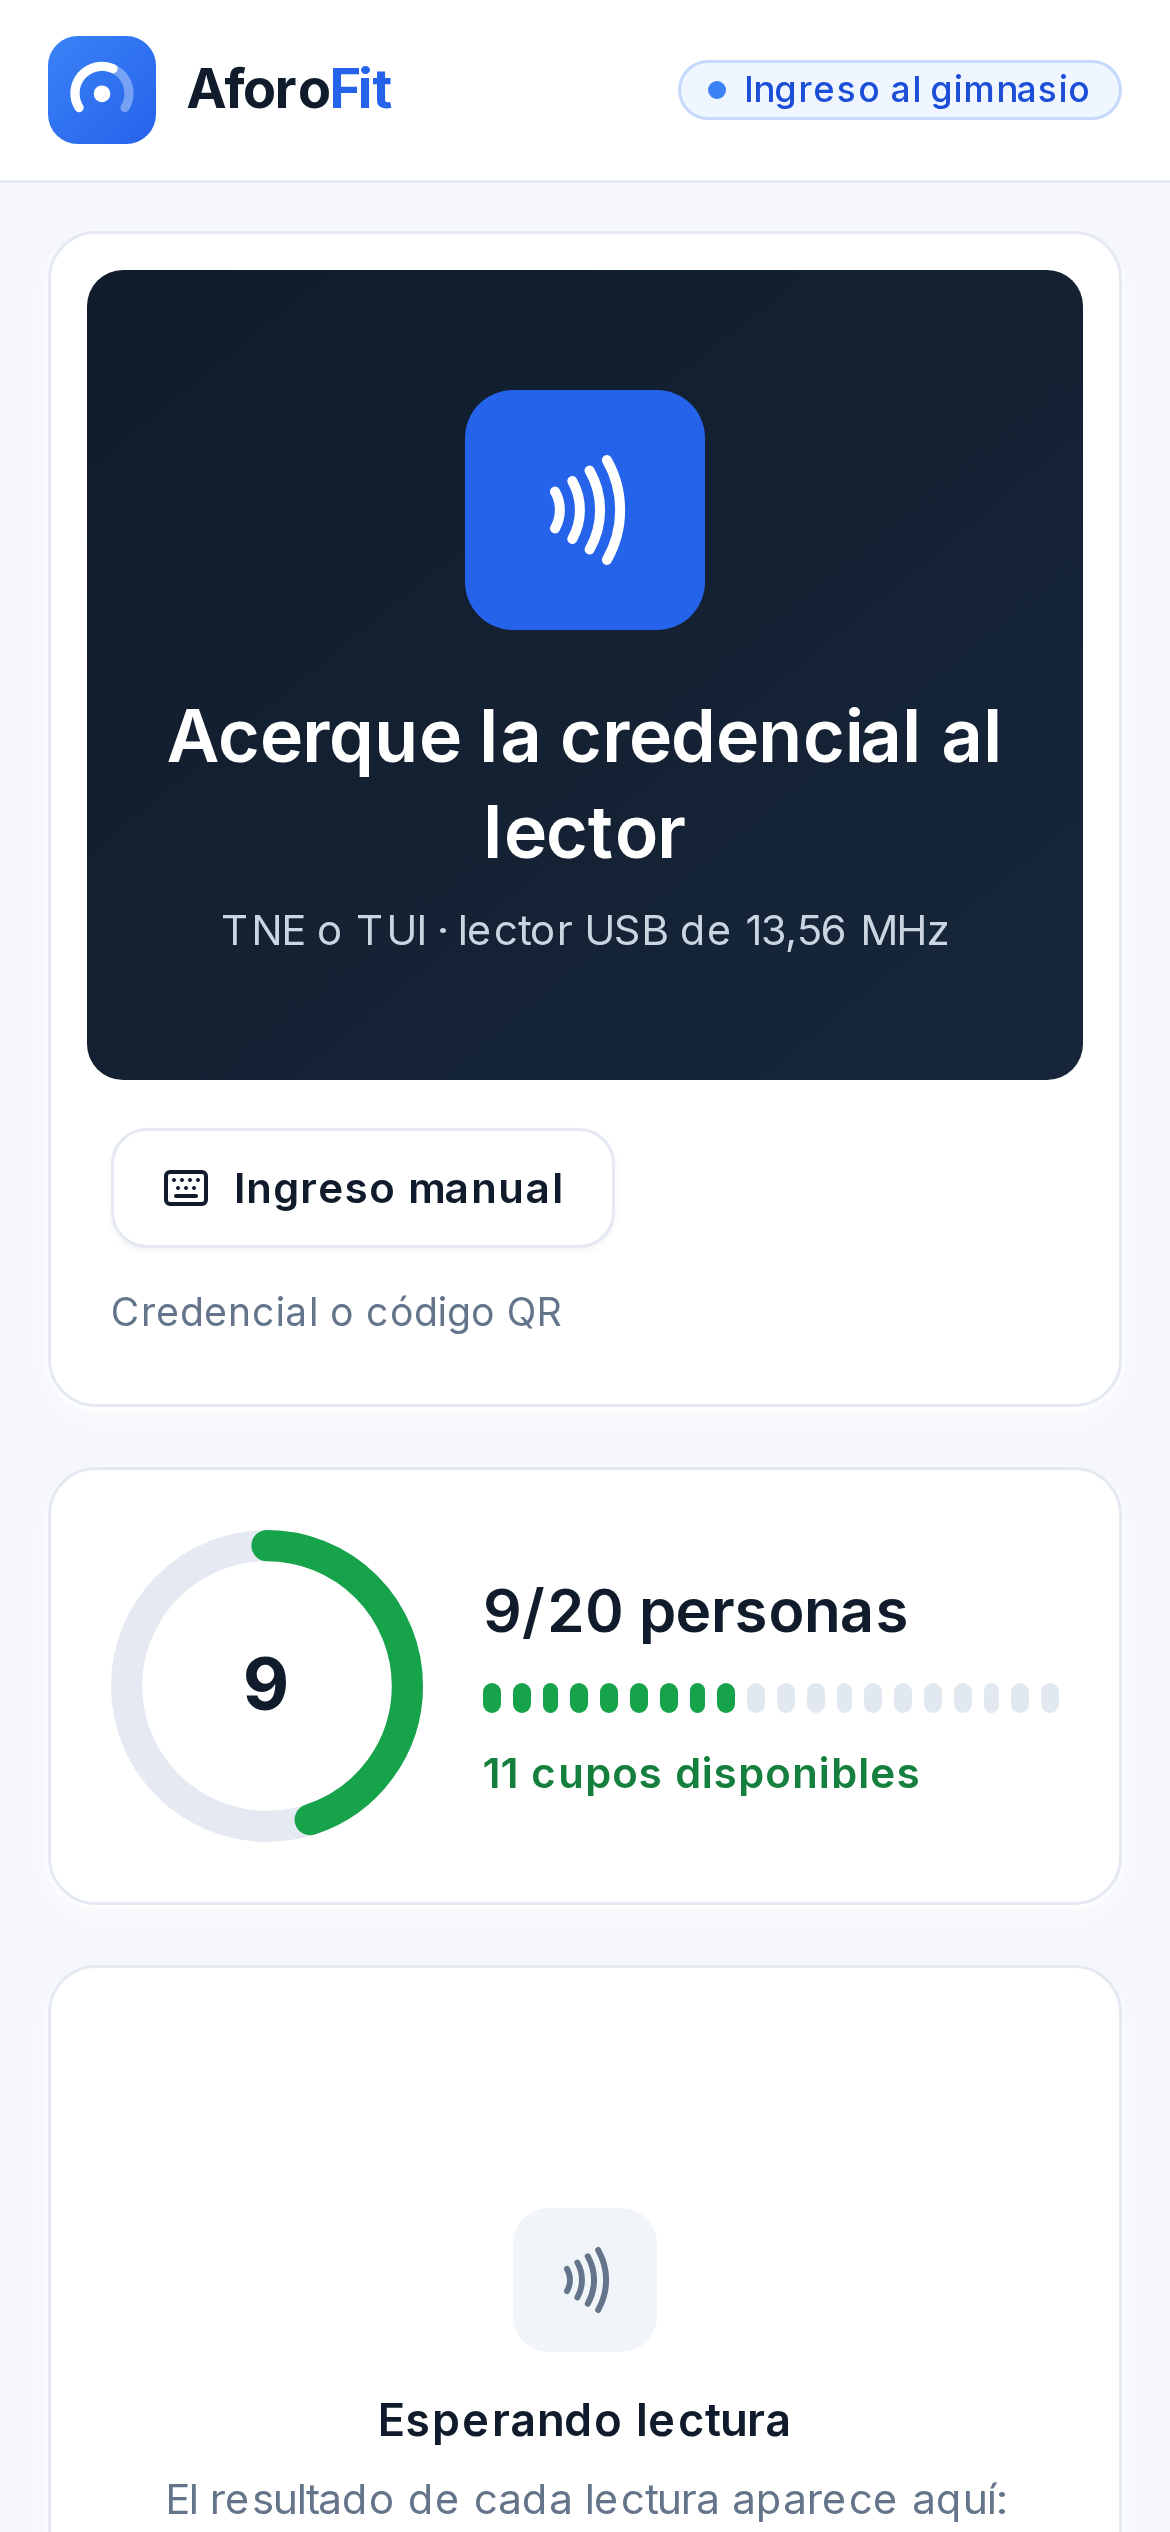 AforoFit
Ingreso al gimnasio
Acerque la credencial al
lector
TNE o TUI · lector USB de 13,56 MHz
Ingreso manual
Credencial o código QR
9
9/20 personas
11 cupos disponibles
Esperando lectura
El resultado de cada lectura aparece aquí: